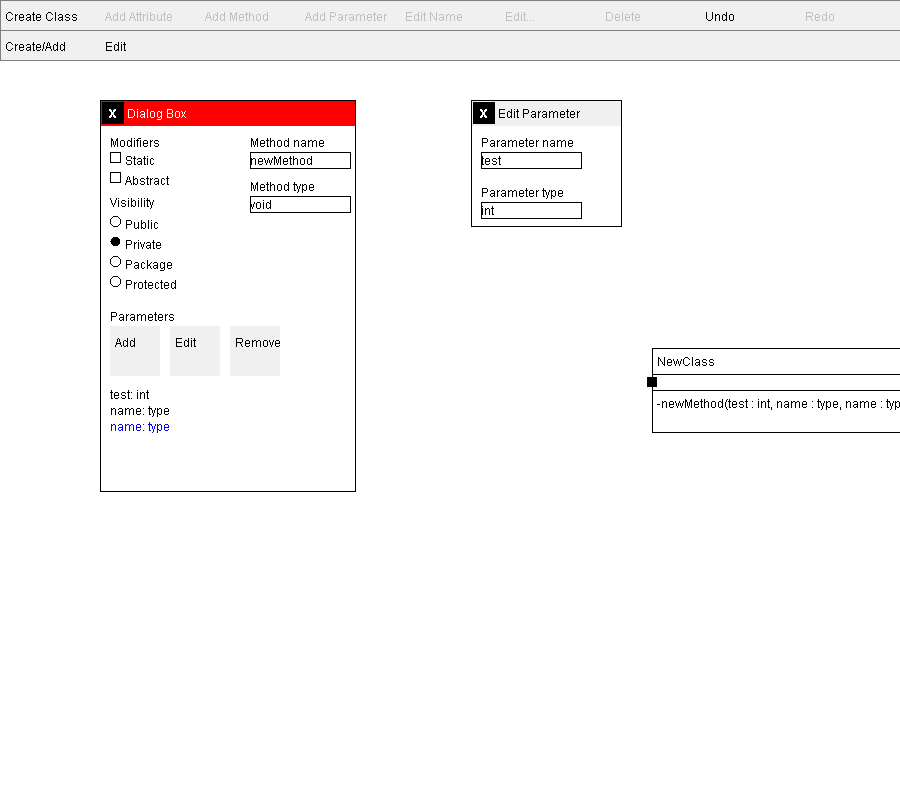 Create Class Add Attribute Add Method Add Parameter Edit Name Edit... Delete Undo Redo
Create/Add Edit
X Dialog Box
Modifiers
Static
Abstract
Visibility
Public
Private
Package
Protected
Method name
newMethod
Method type
void
Parameters
Add Edit Remove
test: int
name: type
name: type
X Edit Parameter
Parameter name
test
Parameter type
int
NewClass
-newMethod(test : int, name : type, name : typ